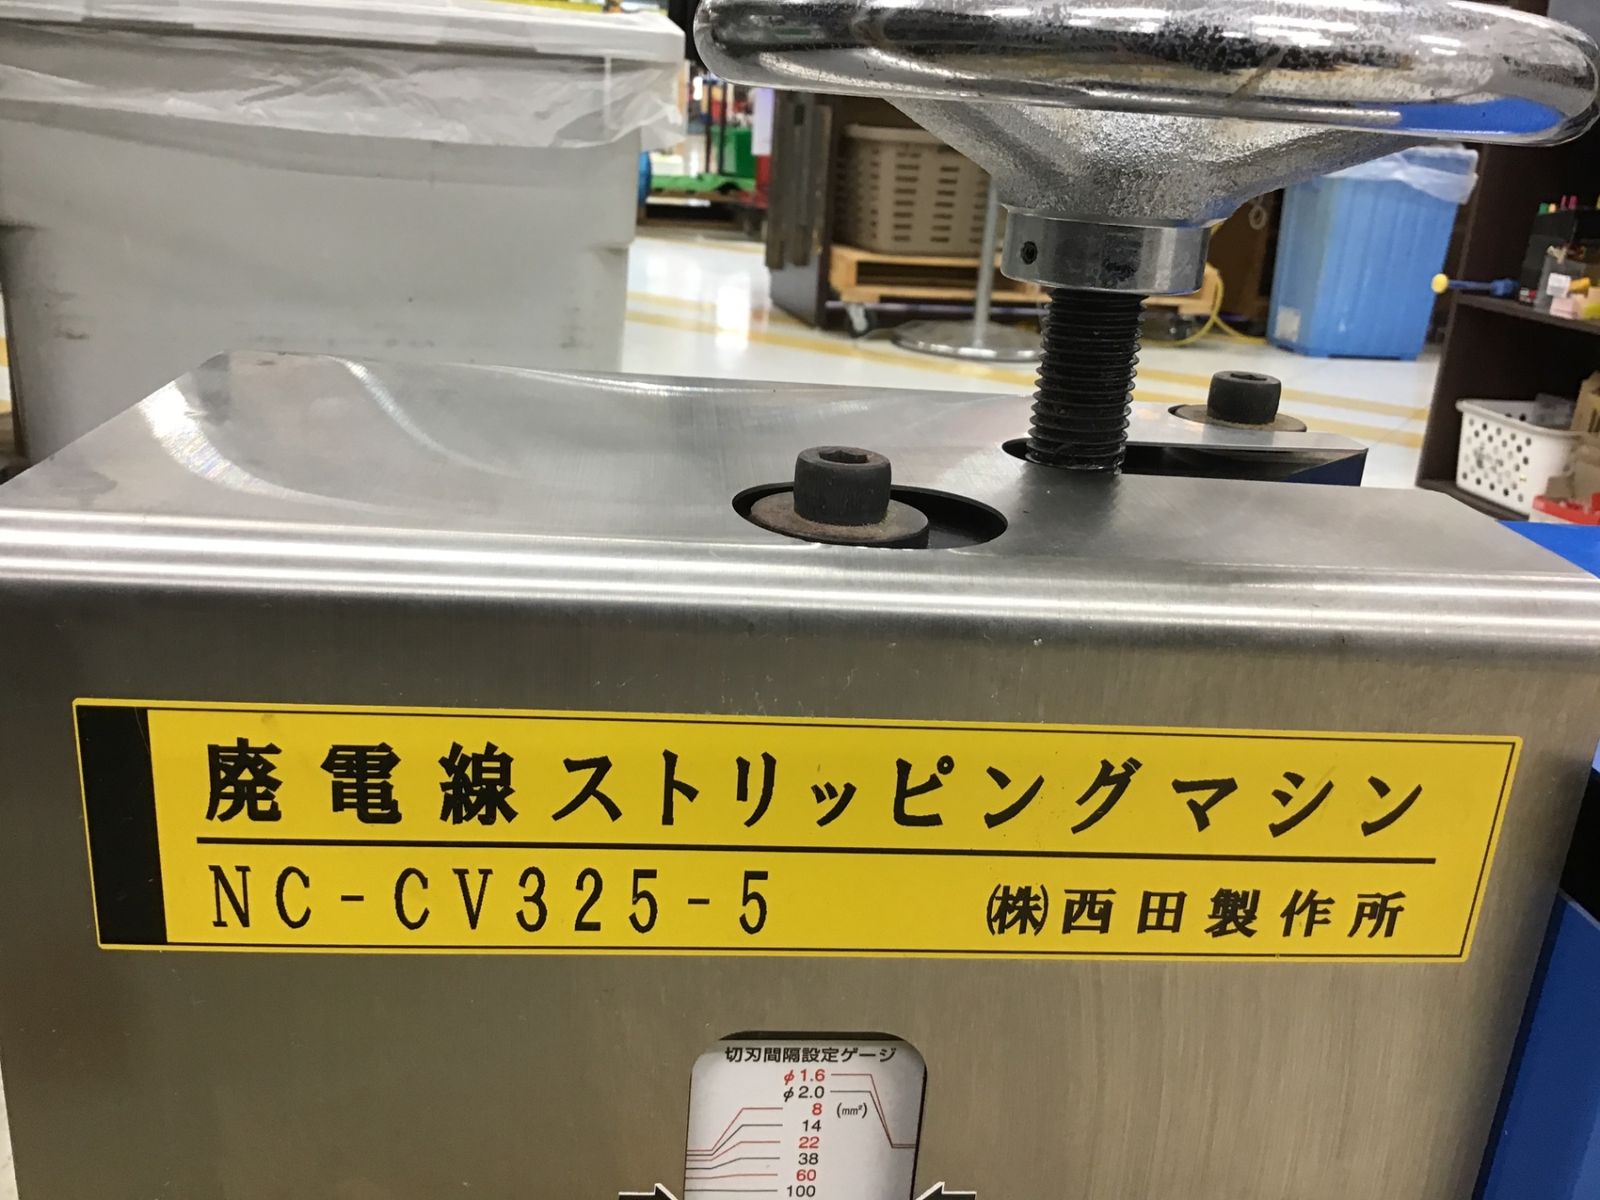 廃電線ストリッピングマシン
NC-CV325-5 ㈱西田製作所
切刃間隔設定ゲージ
φ1.6
φ2.0
8 (mm²)
14
22
38
60
100